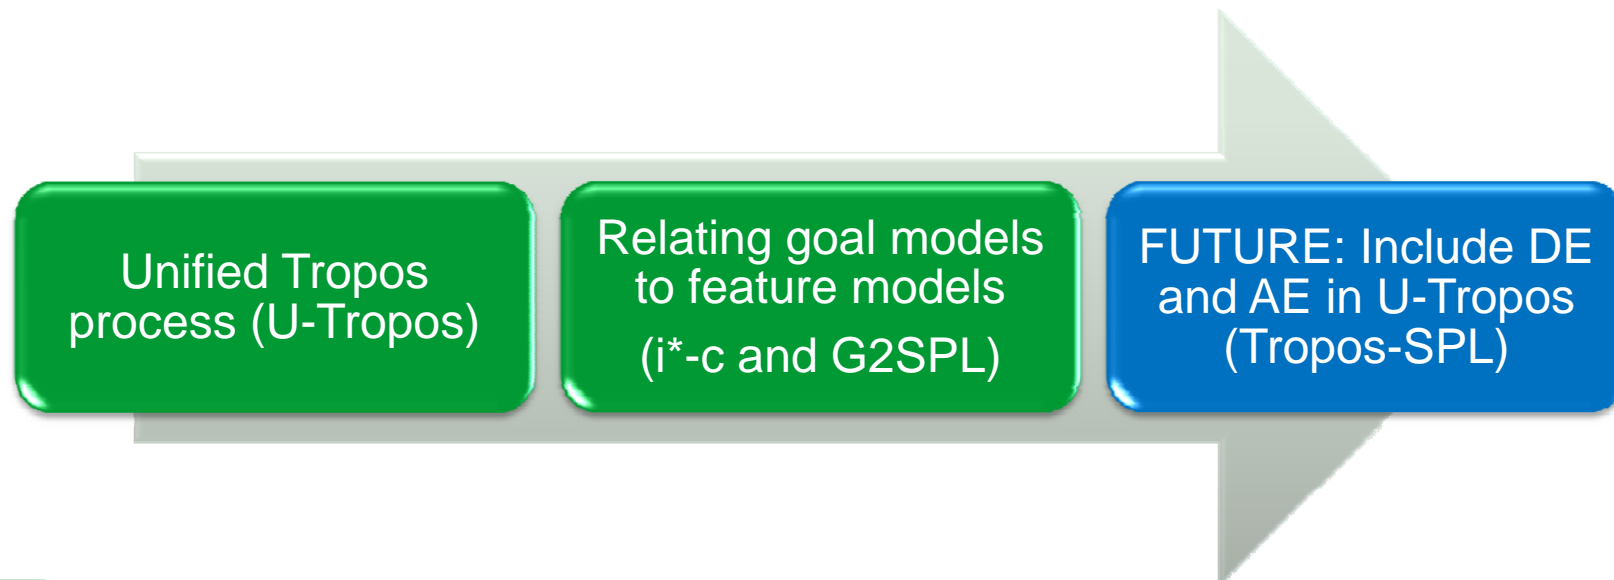 Unified Tropos
process (U-Tropos)
Relating goal models
to feature models
(i*-c and G2SPL)
FUTURE: Include DE
and AE in U-Tropos
(Tropos-SPL)